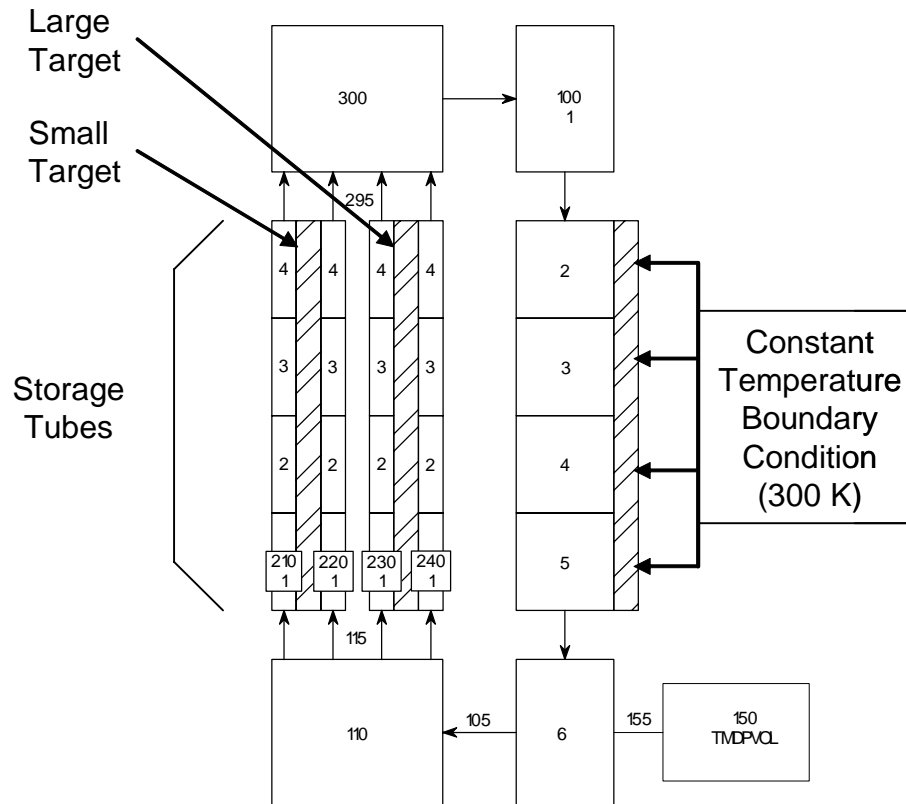 Large
Target
Small
Target
300
100
1
295
4
4
4
4
2
3
3
3
3
3
2
2
2
2
4
5
210
1
220
1
230
1
240
1
Storage
Tubes
Constant
Temperature
Boundary
Condition
(300 K)
115
110
105
6
155
150
TMDPVOL